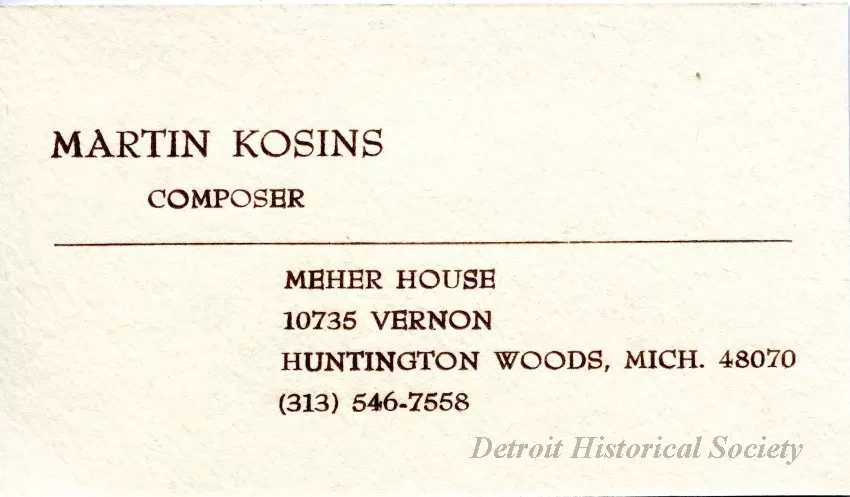 MARTIN KOSINS
COMPOSER
MEHER HOUSE
10735 VERNON
HUNTINGTON WOODS, MICH. 48070
(313) 546-7558
Detroit Historical Society